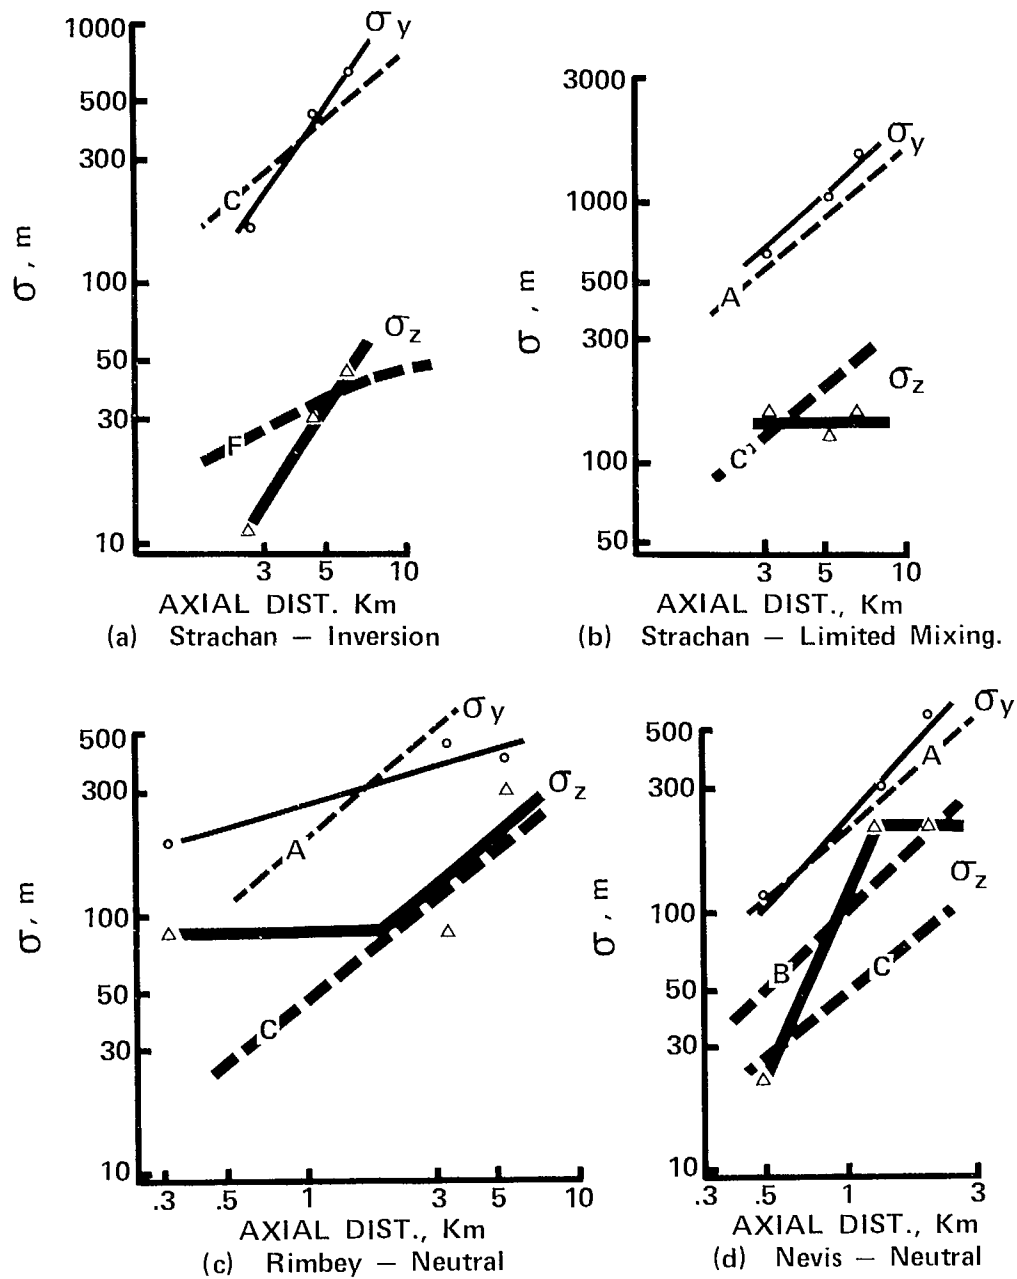 1000
500
300
100
50
30
10
σ , m
σy
C
σz
F
3 5 10
AXIAL DIST. Km
(a) Strachan – Inversion
3000
1000
500
300
100
50
σ , m
σy
A
σz
C
3 5 10
AXIAL DIST., Km
(b) Strachan – Limited Mixing.
500
300
100
50
30
10
σ , m
σy
A
σz
C
.3 .5 1 3 5 10
AXIAL DIST., Km
(c) Rimbey – Neutral
500
300
100
50
30
10
σ , m
σy
A
σz
B
C
.3 .5 1 3
AXIAL DIST., Km
(d) Nevis – Neutral